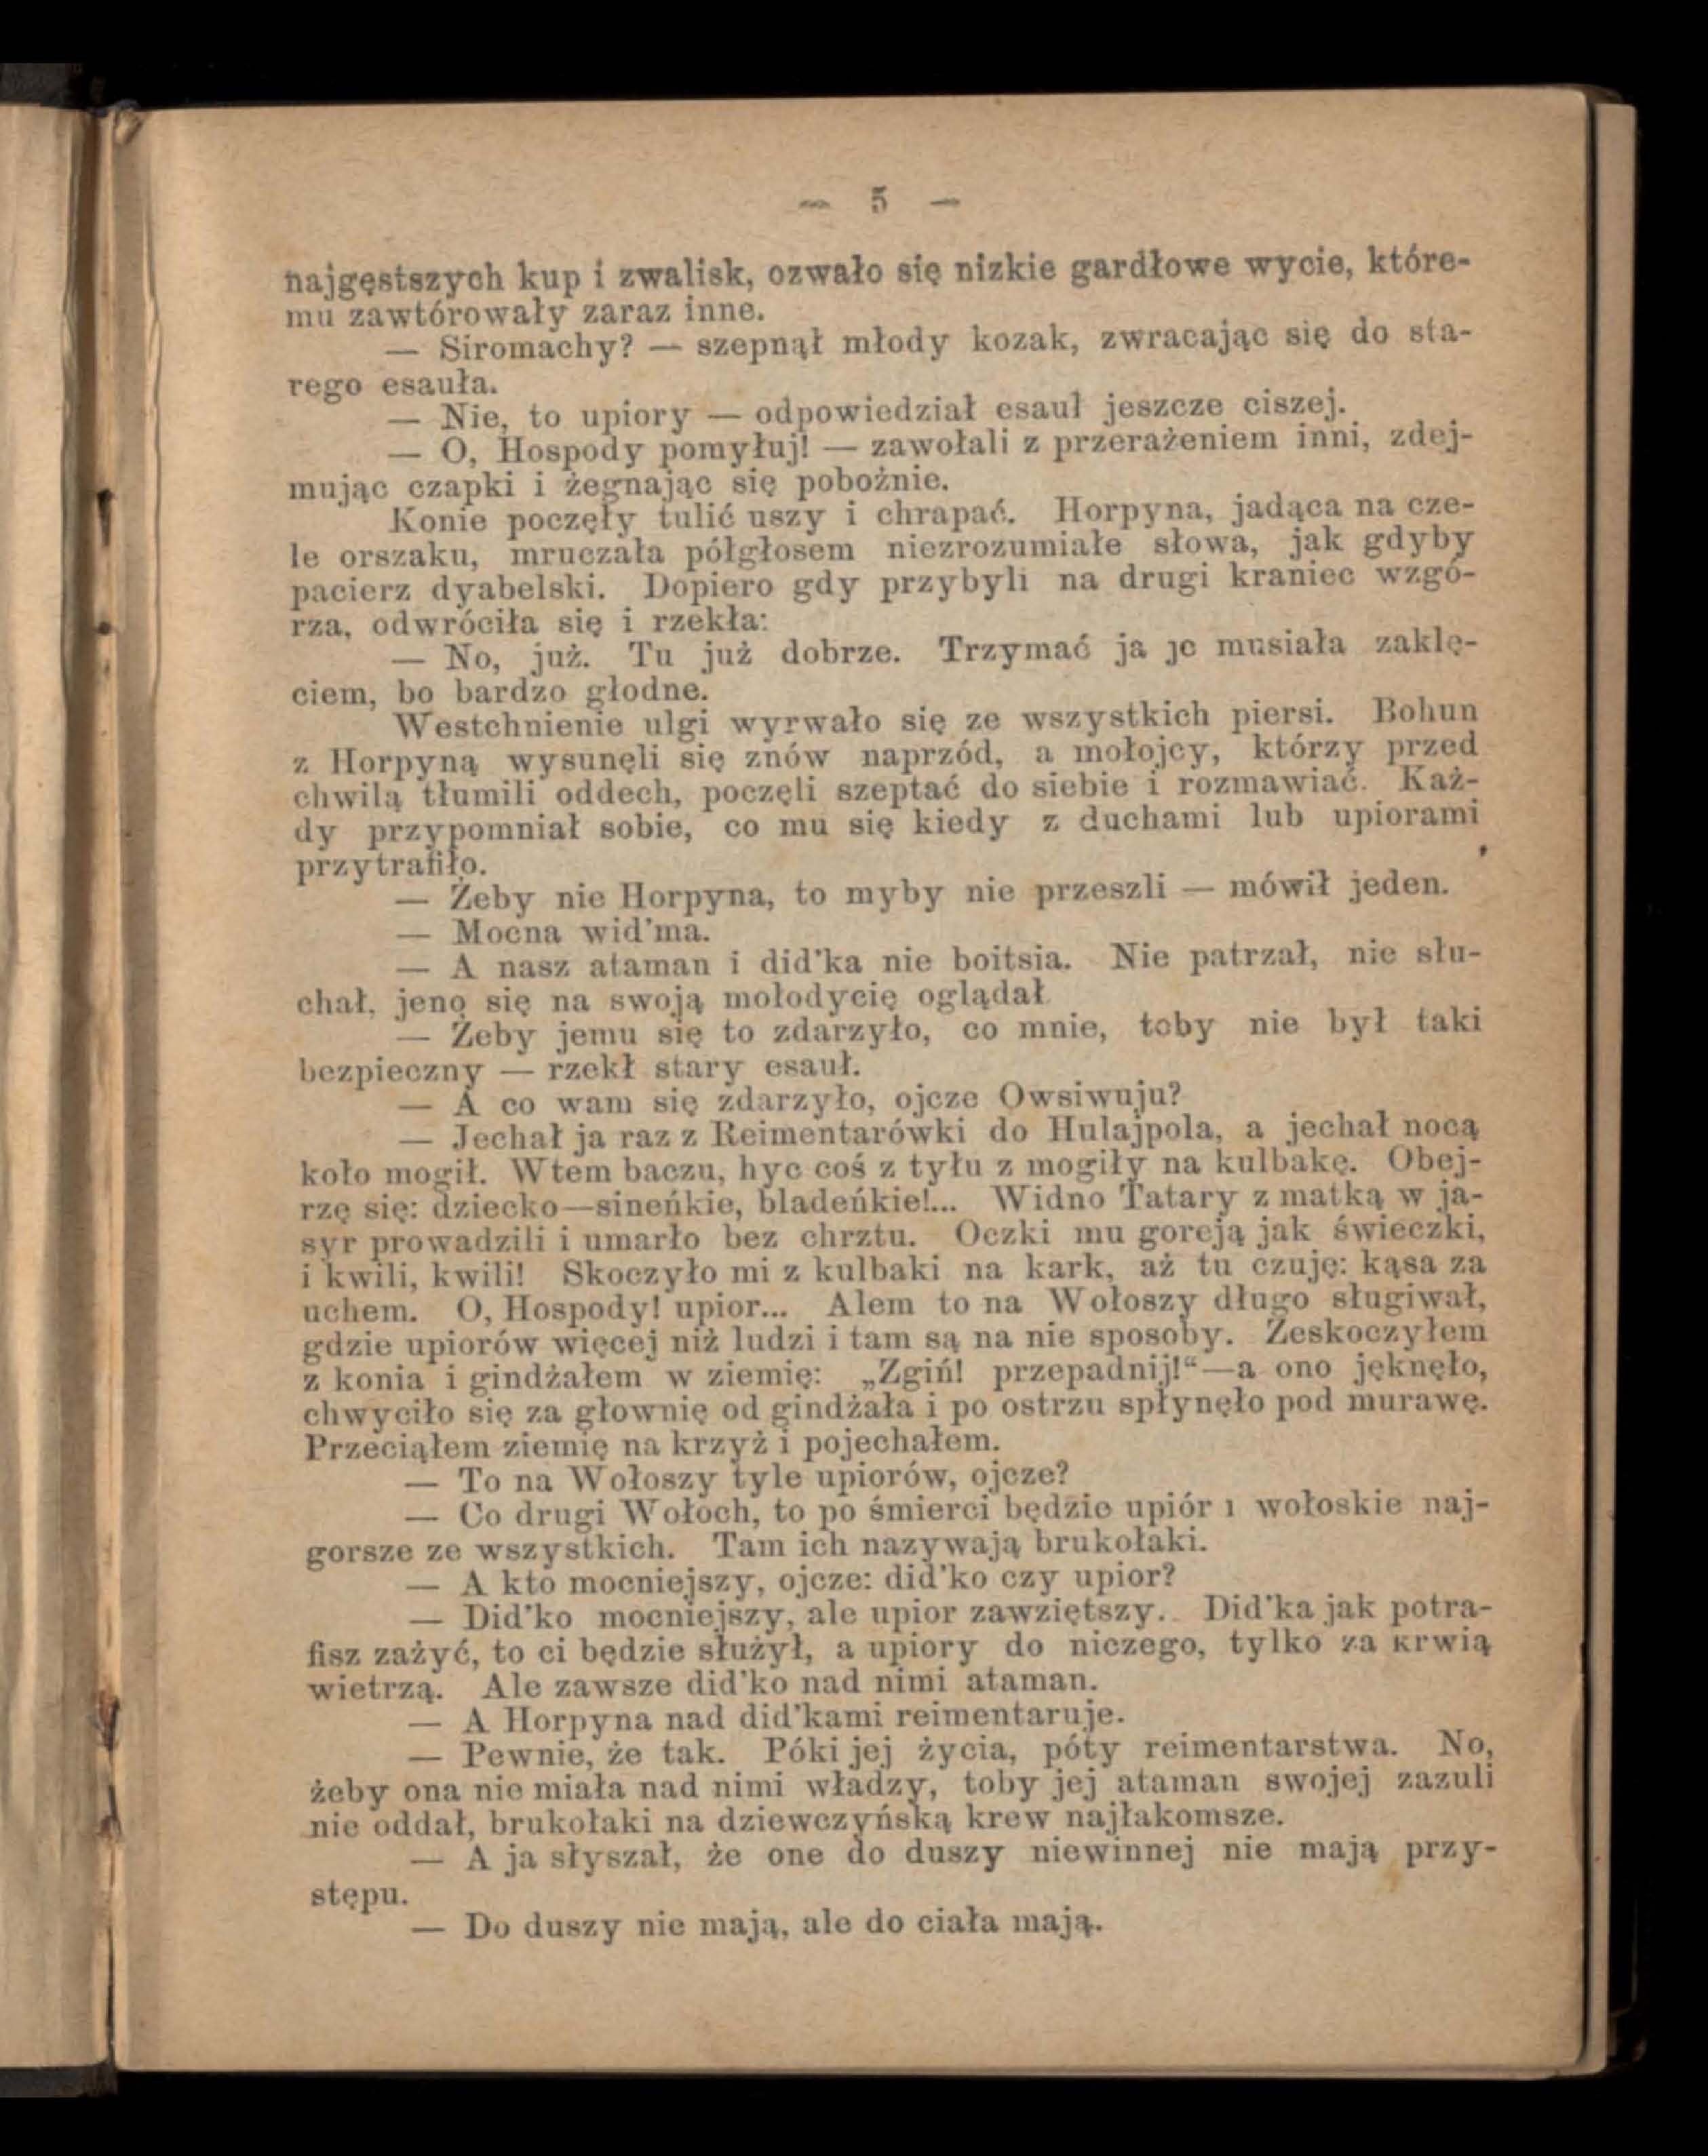 — 5 —
najgęstszych kup i zwalisk, ozwało się nizkie gardłowe wycie, które-
mu zawtórowały zaraz inne.
— Siromachy? — szepnął młody kozak, zwracając się do sta-
rego esauła.
— Nie, to upiory — odpowiedział esauł jeszcze ciszej.
— O, Hospody pomyłuj! — zawołali z przerażeniem inni, zdej-
mując czapki i żegnając się pobożnie.
Konie poczęły tulić uszy i chrapać. Horpyna, jadąca na cze-
le orszaku, mruczała półgłosem niezrozumiałe słowa, jak gdyby
pacierz dyabelski. Dopiero gdy przybyli na drugi kraniec wzgó-
rza, odwróciła się i rzekła:
— No, już. Tu już dobrze. Trzymać ja je musiała zaklę-
ciem, bo bardzo głodne.
Westchnienie ulgi wyrwało się ze wszystkich piersi. Bohun
z Horpyną wysunęli się znów naprzód, a mołojcy, którzy przed
chwilą tłumili oddech, poczęli szeptać do siebie i rozmawiać. Każ-
dy przypomniał sobie, co mu się kiedy z duchami lub upiorami
przytrafiło.
— Żeby nie Horpyna, to myby nie przeszli — mówił jeden.
— Mocna wid'ma.
— A nasz ataman i did'ka nie boitsia. Nie patrzał, nie słu-
chał, jeno się na swoją mołodycię oglądał
— Żeby jemu się to zdarzyło, co mnie, toby nie był taki
bezpieczny — rzekł stary esauł.
— A co wam się zdarzyło, ojcze Owsiwuju?
— Jechał ja raz z Reimentarówki do Hulajpola, a jechał nocą
koło mogił. Wtem baczu, hyc coś z tyłu z mogiły na kulbakę. Obej-
rzę się: dziecko—sineńkie, bladeńkie!... Widno Tatary z matką w ja-
syr prowadzili i umarło bez chrztu. Oczki mu goreją jak świeczki,
i kwili, kwili! Skoczyło mi z kulbaki na kark, aż tu czuję: kąsa za
uchem. O, Hospody! upior... Alem to na Wołoszy długo sługiwał,
gdzie upiorów więcej niż ludzi i tam są na nie sposoby. Zeskoczyłem
z konia i gindżałem w ziemię: „Zgiń! przepadnij!“—a ono jęknęło,
chwyciło się za głownię od gindżała i po ostrzu spłynęło pod murawę.
Przeciąłem ziemię na krzyż i pojechałem.
— To na Wołoszy tyle upiorów, ojcze?
— Co drugi Wołoch, to po śmierci będzie upiór i wołoskie naj-
gorsze ze wszystkich. Tam ich nazywają brukołaki.
— A kto mocniejszy, ojcze: did'ko czy upior?
— Did'ko mocniejszy, ale upior zawziętszy. Did'ka jak potra-
fisz zażyć, to ci będzie służył, a upiory do niczego, tylko za krwią
wietrzą. Ale zawsze did'ko nad nimi ataman.
— A Horpyna nad did'kami reimentaruje.
— Pewnie, że tak. Póki jej życia, póty reimentarstwa. No,
żeby ona nie miała nad nimi władzy, toby jej ataman swojej zazuli
nie oddał, brukołaki na dziewczyńską krew najłakomsze.
— A ja słyszał, że one do duszy niewinnej nie mają przy-
stępu.
— Do duszy nie mają, ale do ciała mają.